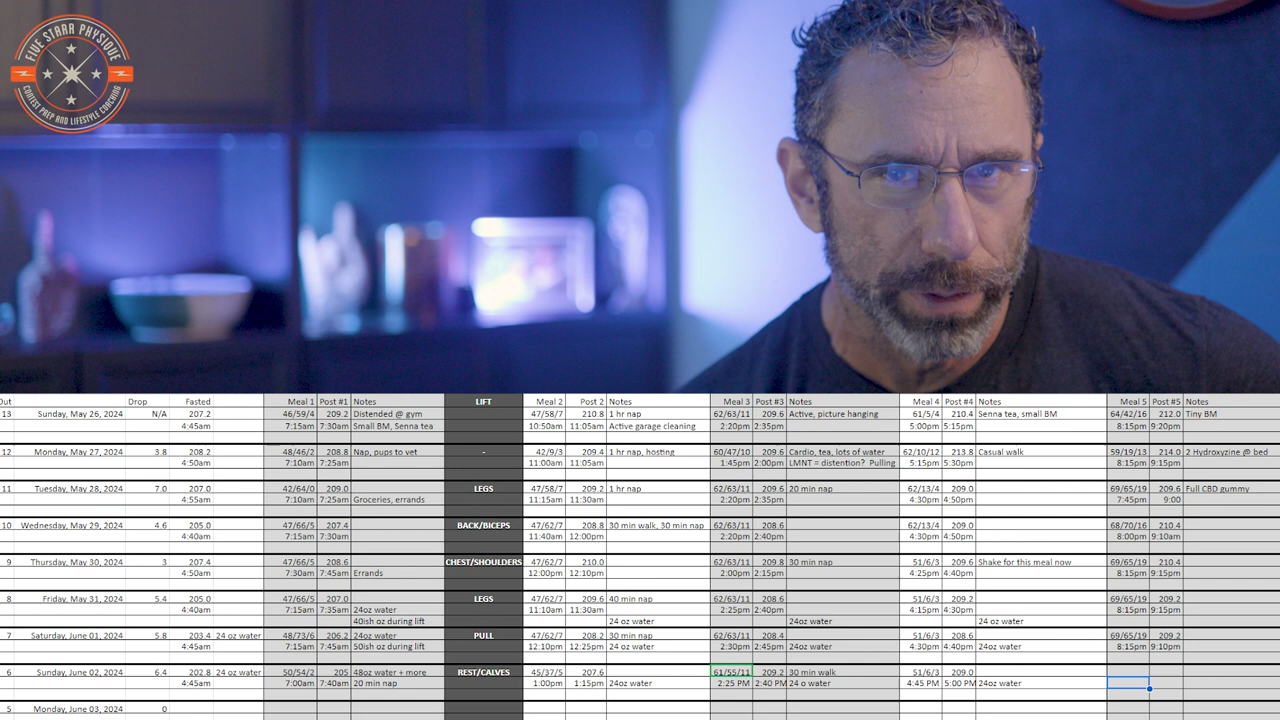 FIVE STARR PHYSIQUE
CONTEST PREP AND LIFESTYLE COACHING
Out Drop Fasted Meal 1 Post #1 Notes LIFT Meal 2 Post 2 Notes Meal 3 Post #3 Notes Meal 4 Post #4 Notes Meal 5 Post #5 Notes
13 Sunday, May 26, 2024 N/A 207.2 46/59/4 209.2 Distended @ gym 47/58/7 210.8 1 hr nap 62/63/11 209.6 Active, picture hanging 61/5/4 210.4 Senna tea, small BM 64/42/16 212.0 Tiny BM
4:45am 7:15am 7:30am Small BM, Senna tea 10:50am 11:05am Active garage cleaning 2:20pm 2:35pm 5:00pm 5:15pm 8:15pm 9:20pm
12 Monday, May 27, 2024 3.8 208.2 48/46/2 208.8 Nap, pups to vet - 42/9/3 209.4 1 hr nap, hosting 60/47/10 209.6 Cardio, tea, lots of water 62/10/12 213.8 Casual walk 59/19/13 214.0 2 Hydroxyzine @ bed
4:50am 7:10am 7:25am 11:00am 11:05am 1:45pm 2:00pm LMNT = distention? Pulling 5:15pm 5:30pm 8:15pm 9:15pm
11 Tuesday, May 28, 2024 7.0 207.0 42/64/0 209.0 LEGS 47/58/7 209.2 1 hr nap 62/63/11 209.6 20 min nap 62/13/4 209.0 69/65/19 209.6 Full CBD gummy
4:55am 7:10am 7:25am Groceries, errands 11:15am 11:30am 2:20pm 2:35pm 4:30pm 4:50pm 7:45pm 9:00
10 Wednesday, May 29, 2024 4.6 205.0 47/66/5 207.4 BACK/BICEPS 47/62/7 208.8 30 min walk, 30 min nap 62/63/11 208.6 62/13/4 209.0 68/70/16 210.4
4:40am 7:15am 7:30am 11:40am 12:00pm 2:20pm 2:40pm 4:30pm 4:50pm 8:00pm 9:10am
9 Thursday, May 30, 2024 3 207.4 47/66/5 208.6 CHEST/SHOULDERS 47/62/7 210.0 62/63/11 209.8 30 min nap 51/6/3 209.6 Shake for this meal now 69/65/19 210.4
4:50am 7:30am 7:45am Errands 12:00pm 12:10pm 2:00pm 2:15pm 4:25pm 4:40pm 8:15pm 9:15pm
8 Friday, May 31, 2024 5.4 205.0 47/66/5 207.0 LEGS 47/62/7 209.6 40 min nap 62/63/11 208.6 51/6/3 209.2 69/65/19 209.2
4:40am 7:15am 7:35am 24oz water 11:10am 11:30am 2:25pm 2:40pm 4:15pm 4:30pm 8:15pm 9:15pm
40ish oz during lift 24 oz water 24oz water 24 oz water
7 Saturday, June 01, 2024 5.8 203.4 24 oz water 48/73/6 206.2 24oz water PULL 47/62/7 208.2 30 min nap 62/63/11 208.4 51/6/3 208.6 69/65/19 209.2
4:45am 7:15am 7:45am 50ish oz during lift 12:10pm 12:25pm 24 oz water 2:30pm 2:45pm 24oz water 4:30pm 4:40pm 24oz water 8:15pm 9:10pm
6 Sunday, June 02, 2024 6.4 202.8 24 oz water 50/54/2 205 48oz water + more REST/CALVES 45/37/5 207.6 61/55/11 209.2 30 min walk 51/6/3 209.0
4:45am 7:00am 7:40am 20 min nap 1:00pm 1:15pm 24oz water 2:25 PM 2:40 PM 24 o water 4:45 PM 5:00 PM 24oz water
5 Monday, June 03, 2024 0